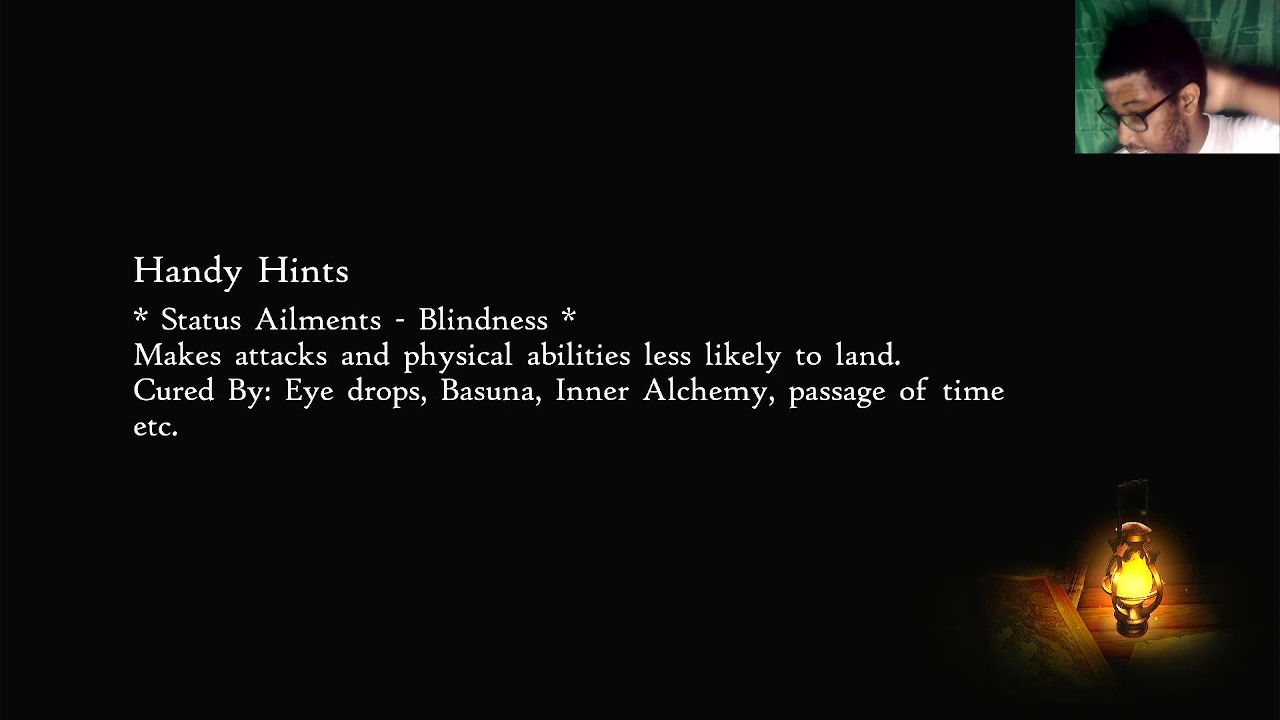 Handy Hints
* Status Ailments - Blindness *
Makes attacks and physical abilities less likely to land.
Cured By: Eye drops, Basuna, Inner Alchemy, passage of time
etc.